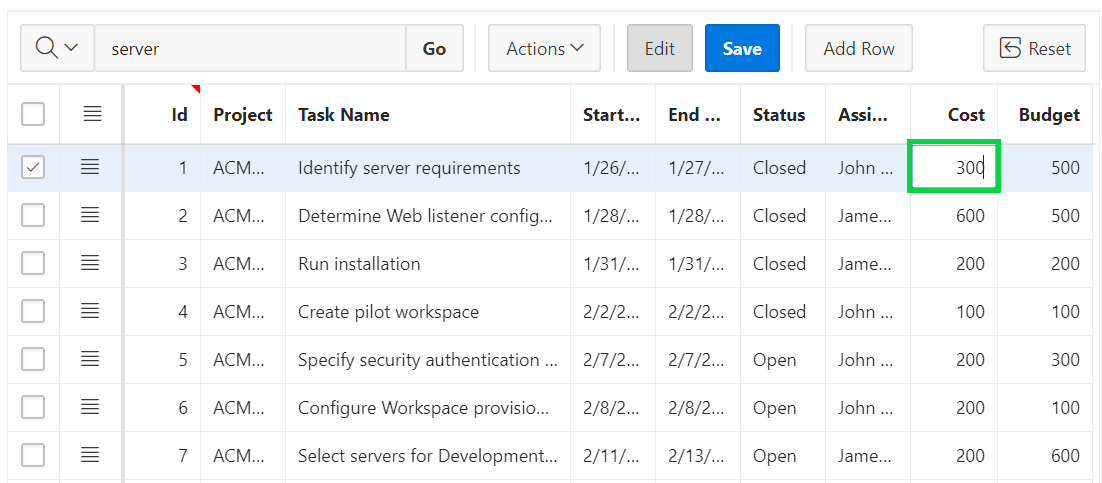 server Go Actions Edit Save Add Row Reset
Id Project Task Name Start... End ... Status Assi... Cost Budget
1 ACM... Identify server requirements 1/26/... 1/27/... Closed John ... 300 500
2 ACM... Determine Web listener config... 1/28/... 1/28/... Closed Jame... 600 500
3 ACM... Run installation 1/31/... 1/31/... Closed Jame... 200 200
4 ACM... Create pilot workspace 2/2/2... 2/2/2... Closed John ... 100 100
5 ACM... Specify security authentication ... 2/7/2... 2/7/2... Open John ... 200 300
6 ACM... Configure Workspace provisio... 2/8/2... 2/8/2... Open John ... 200 100
7 ACM... Select servers for Development... 2/11/... 2/13/... Open Jame... 200 600